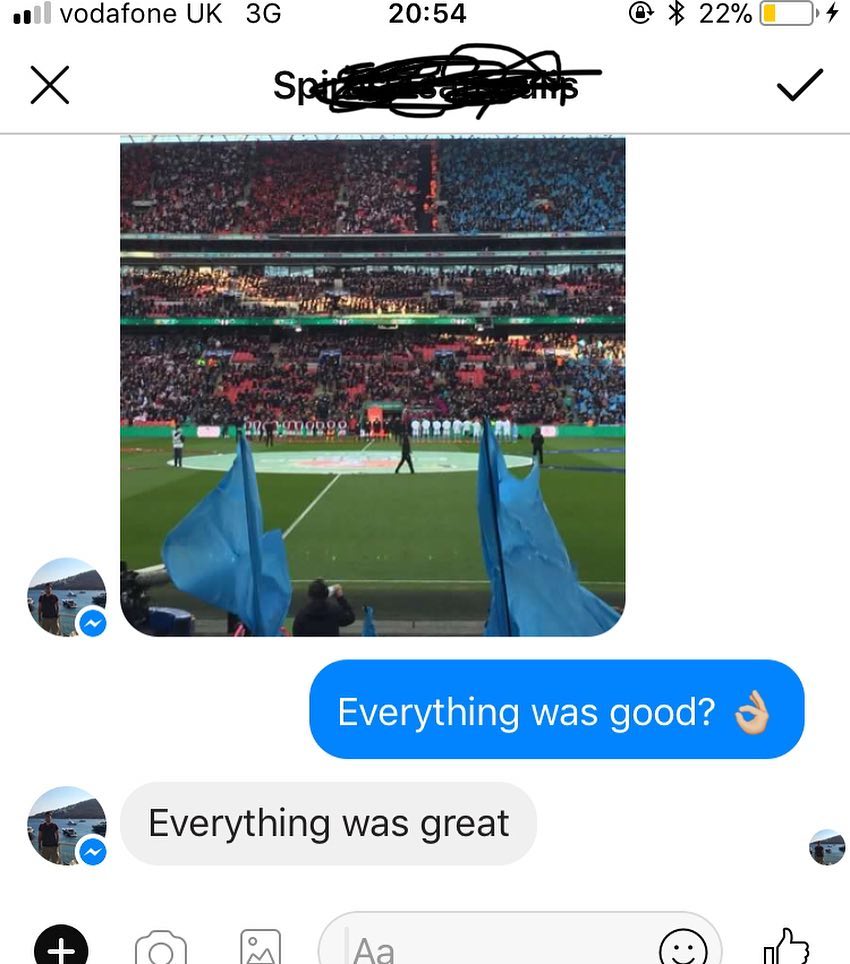 vodafone UK 3G 20:54 22%
Everything was good? 👌🏼
Everything was great
Aa